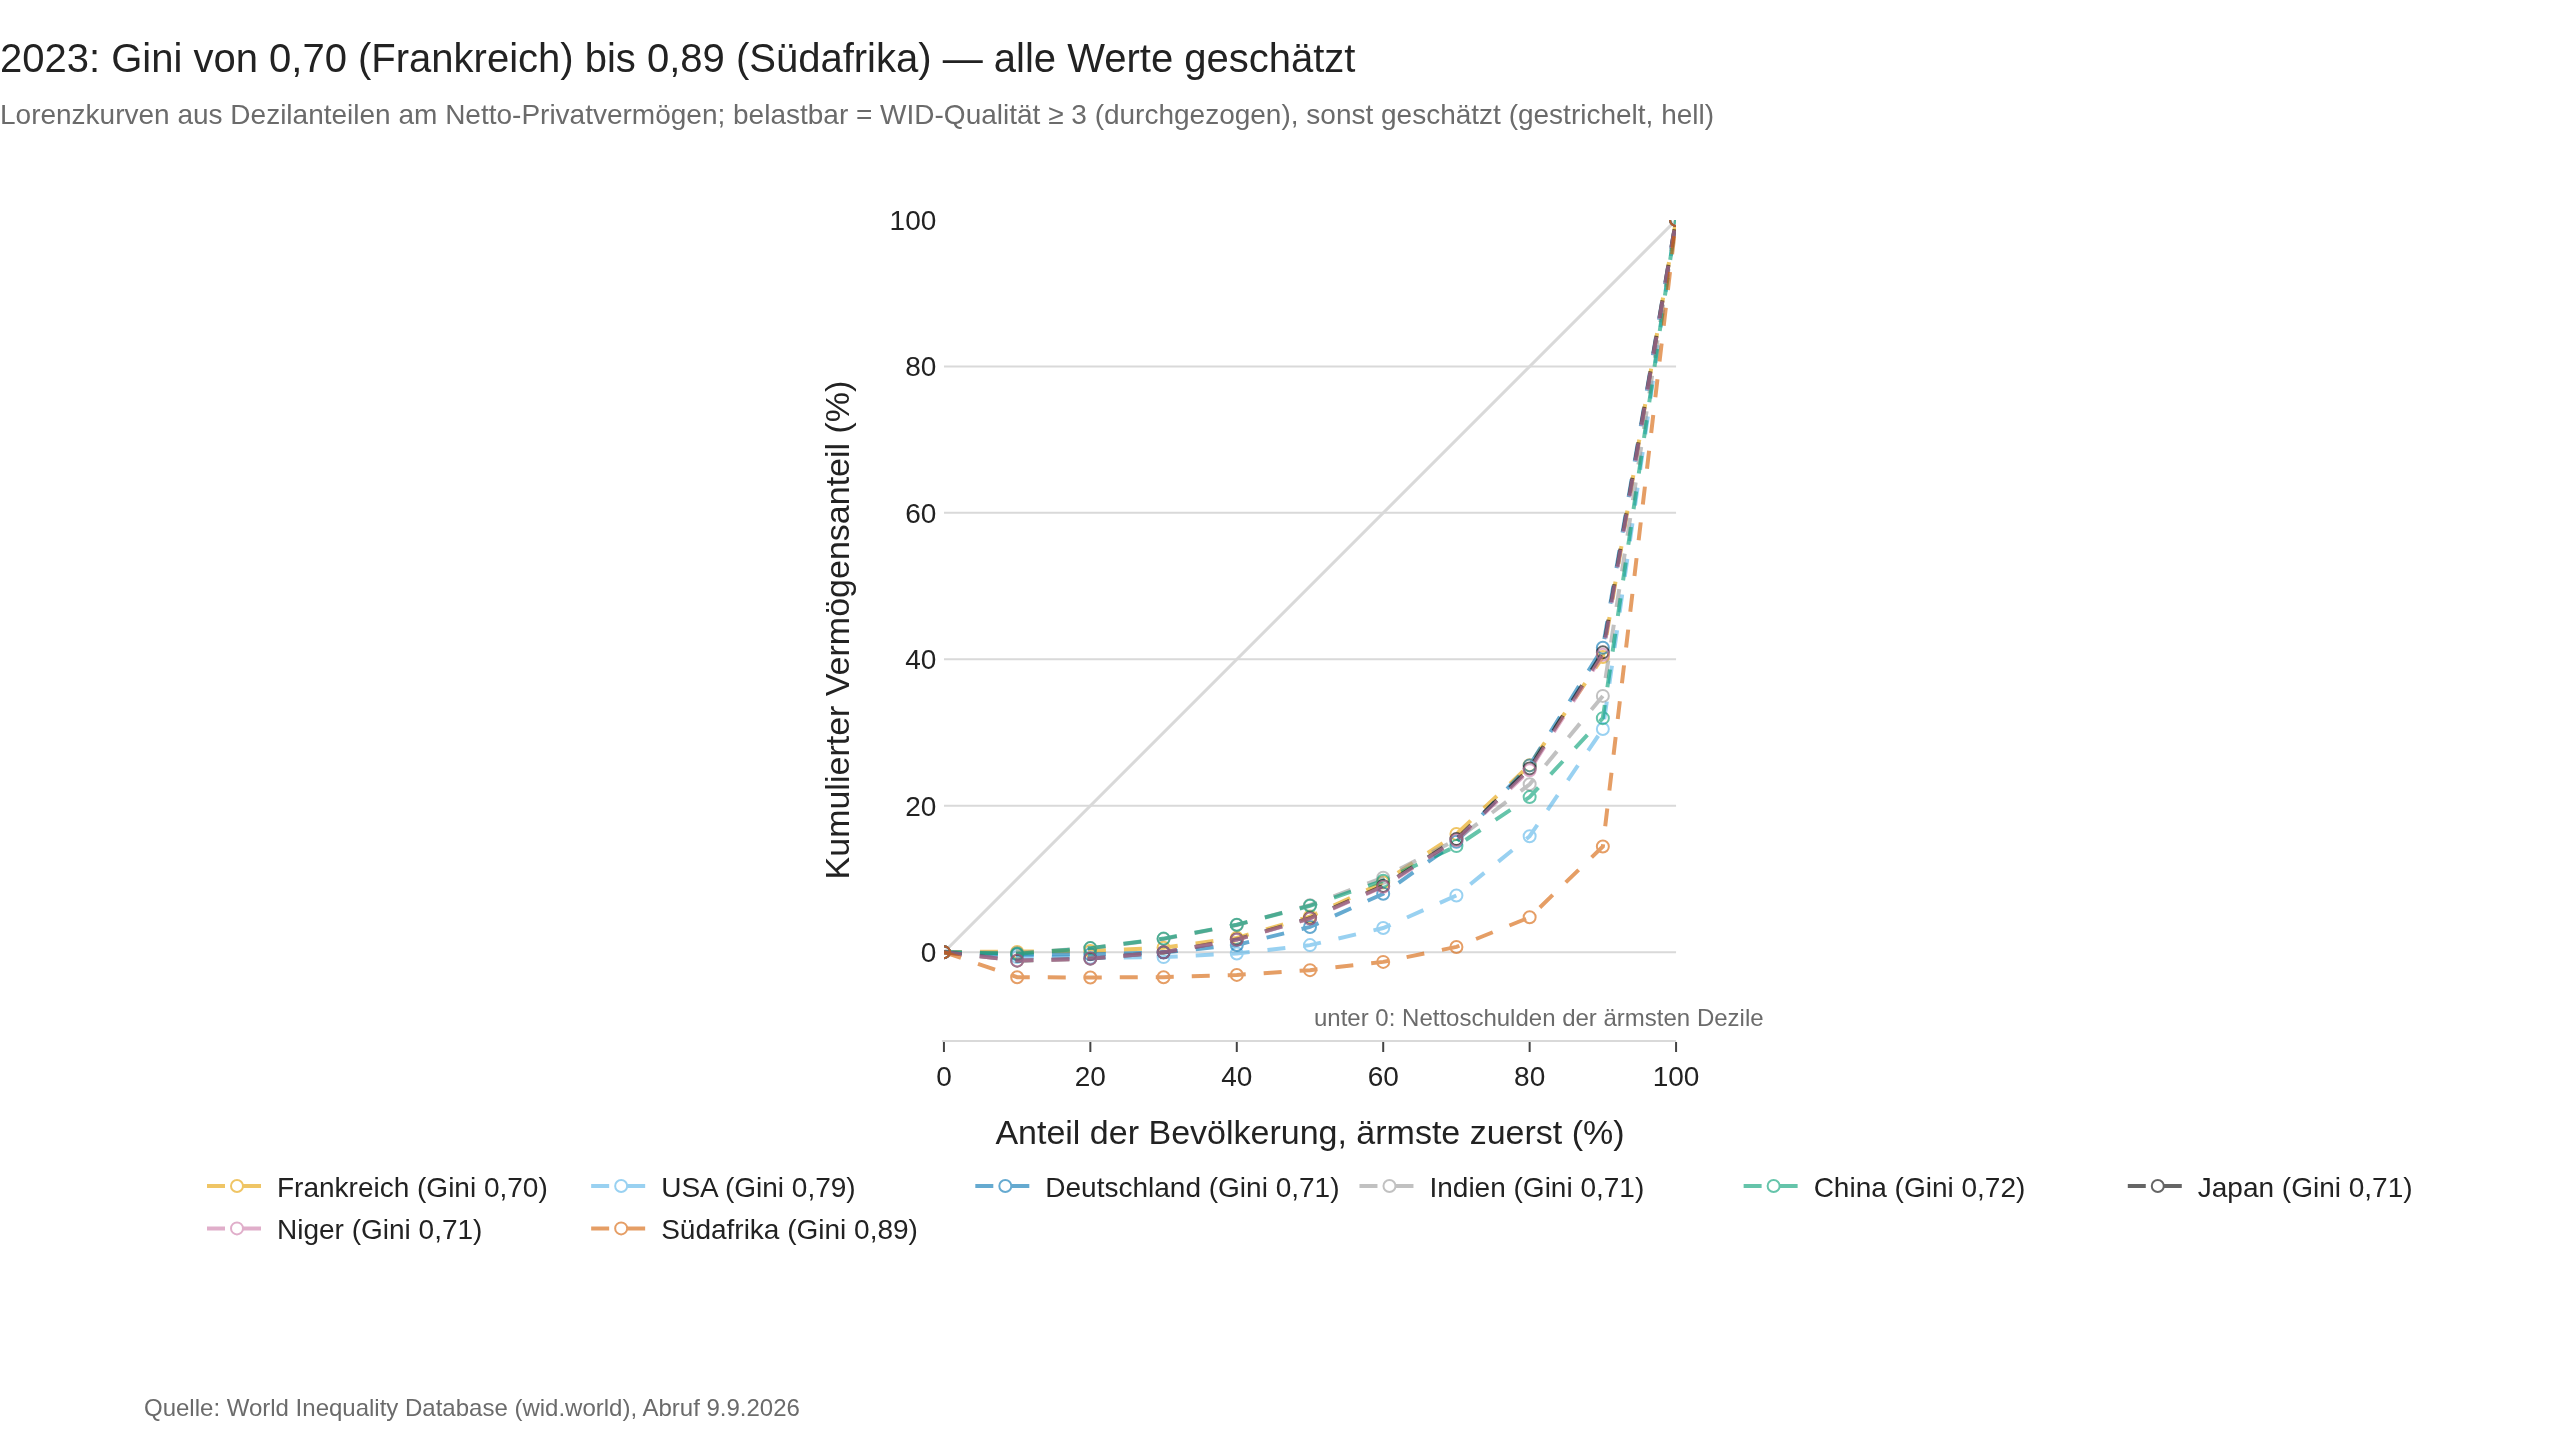 2023: Gini von 0,70 (Frankreich) bis 0,89 (Südafrika) — alle Werte geschätzt
Lorenzkurven aus Dezilanteilen am Netto-Privatvermögen; belastbar = WID-Qualität ≥ 3 (durchgezogen), sonst geschätzt (gestrichelt, hell)
Kumulierter Vermögensanteil (%)
100
80
60
40
20
0
unter 0: Nettoschulden der ärmsten Dezile
0 20 40 60 80 100
Anteil der Bevölkerung, ärmste zuerst (%)
Frankreich (Gini 0,70) USA (Gini 0,79) Deutschland (Gini 0,71) Indien (Gini 0,71) China (Gini 0,72) Japan (Gini 0,71)
Niger (Gini 0,71) Südafrika (Gini 0,89)
Quelle: World Inequality Database (wid.world), Abruf 9.9.2026